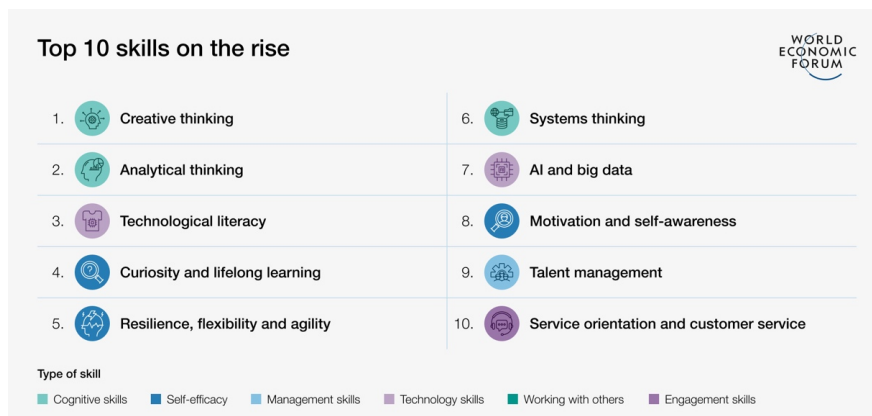 Top 10 skills on the rise
WORLD
ECONOMIC
FORUM
1. Creative thinking
2. Analytical thinking
3. Technological literacy
4. Curiosity and lifelong learning
5. Resilience, flexibility and agility
6. Systems thinking
7. AI and big data
8. Motivation and self-awareness
9. Talent management
10. Service orientation and customer service
Type of skill
Cognitive skills Self-efficacy Management skills Technology skills Working with others Engagement skills